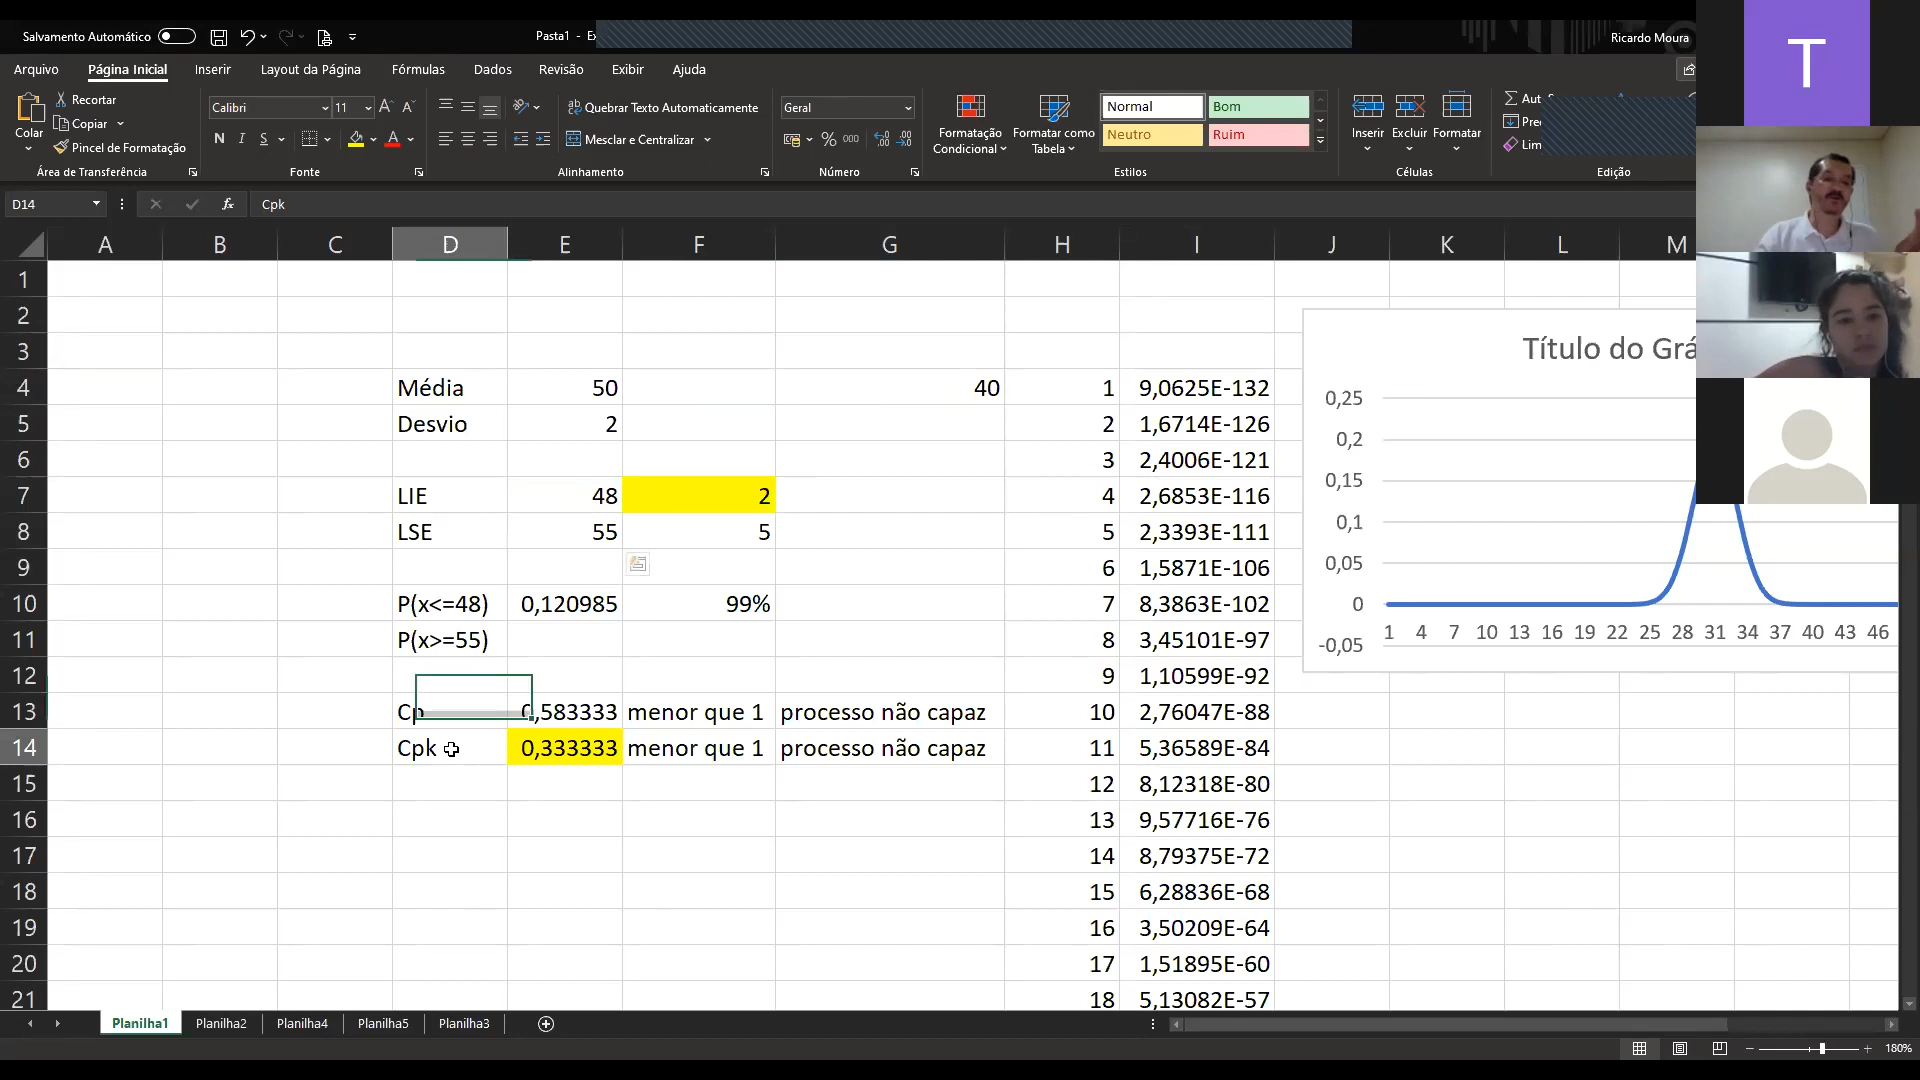 Salvamento Automático
Pasta1 - Ex
Ricardo Moura
Arquivo Página Inicial Inserir Layout da Página Fórmulas Dados Revisão Exibir Ajuda
Recortar
Copiar
Pincel de Formatação
Colar
Área de Transferência
Calibri 11
N I S
Fonte
Quebrar Texto Automaticamente
Mesclar e Centralizar
Alinhamento
Geral
% 000
Número
Formatação Condicional
Formatar como Tabela
Normal Bom
Neutro Ruim
Estilos
Inserir Excluir Formatar
Células
Aut
Pre
Lim
Edição
T
D14 fx Cpk
A B C D E F G H I J K L M
1
2
3
4 Média 50 40 1 9,0625E-132
5 Desvio 2 2 1,6714E-126
6 3 2,4006E-121
7 LIE 48 2 4 2,6853E-116
8 LSE 55 5 5 2,3393E-111
9 6 1,5871E-106
10 P(x<=48) 0,120985 99% 7 8,3863E-102
11 P(x>=55) 8 3,45101E-97
12 9 1,10599E-92
13 Cp 0,583333 menor que 1 processo não capaz 10 2,76047E-88
14 Cpk 0,333333 menor que 1 processo não capaz 11 5,36589E-84
15 12 8,12318E-80
16 13 9,57716E-76
17 14 8,79375E-72
18 15 6,28836E-68
19 16 3,50209E-64
20 17 1,51895E-60
21 18 5,13082E-57
Título do Grá
0,25
0,2
0,15
0,1
0,05
0
-0,05
1 4 7 10 13 16 19 22 25 28 31 34 37 40 43 46
Planilha1 Planilha2 Planilha4 Planilha5 Planilha3
180%